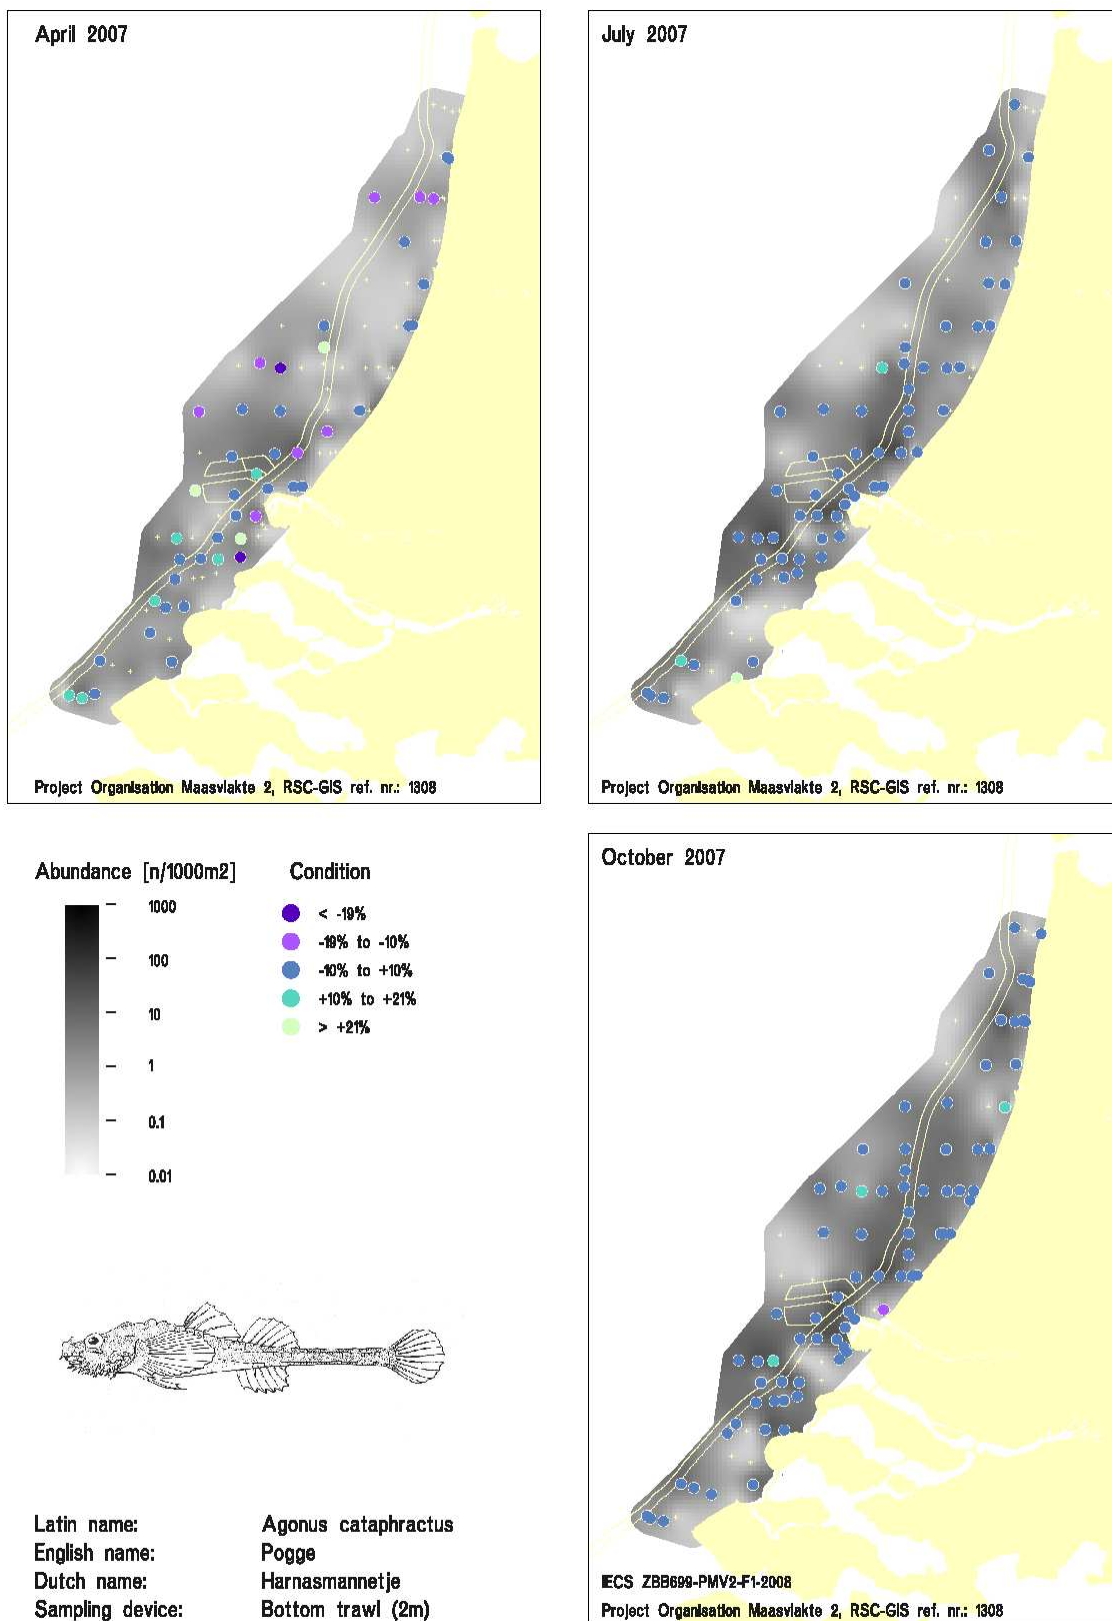 April 2007
Project Organisation Maasvlakte 2, RSC-GIS ref. nr.: 1308
July 2007
Project Organisation Maasvlakte 2, RSC-GIS ref. nr.: 1308
Abundance [n/1000m2]
1000
100
10
1
0.1
0.01
Condition
< -19%
-19% to -10%
-10% to +10%
+10% to +21%
> +21%
Latin name: Agonus cataphractus
English name: Pogge
Dutch name: Harnasmannetje
Sampling device: Bottom trawl (2m)
October 2007
IECS ZBB699-PMV2-F1-2008
Project Organisation Maasvlakte 2, RSC-GIS ref. nr.: 1308